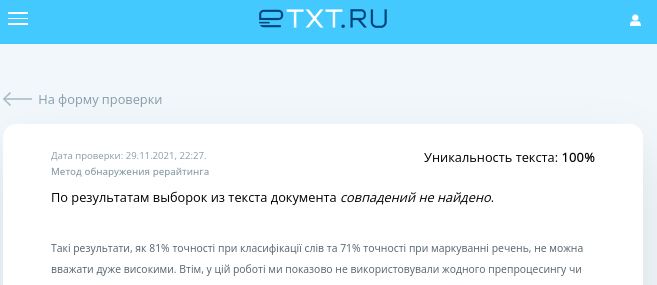 eTXT.RU
На форму проверки
Дата проверки: 29.11.2021, 22:27.
Уникальность текста: 100%
Метод обнаружения рерайтинга
По результатам выборок из текста документа совпадений не найдено.
Такі результати, як 81% точності при класифікації слів та 71% точності при маркуванні речень, не можна
вважати дуже високими. Втім, у цій роботі ми показово не використовували жодного препроцесингу чи